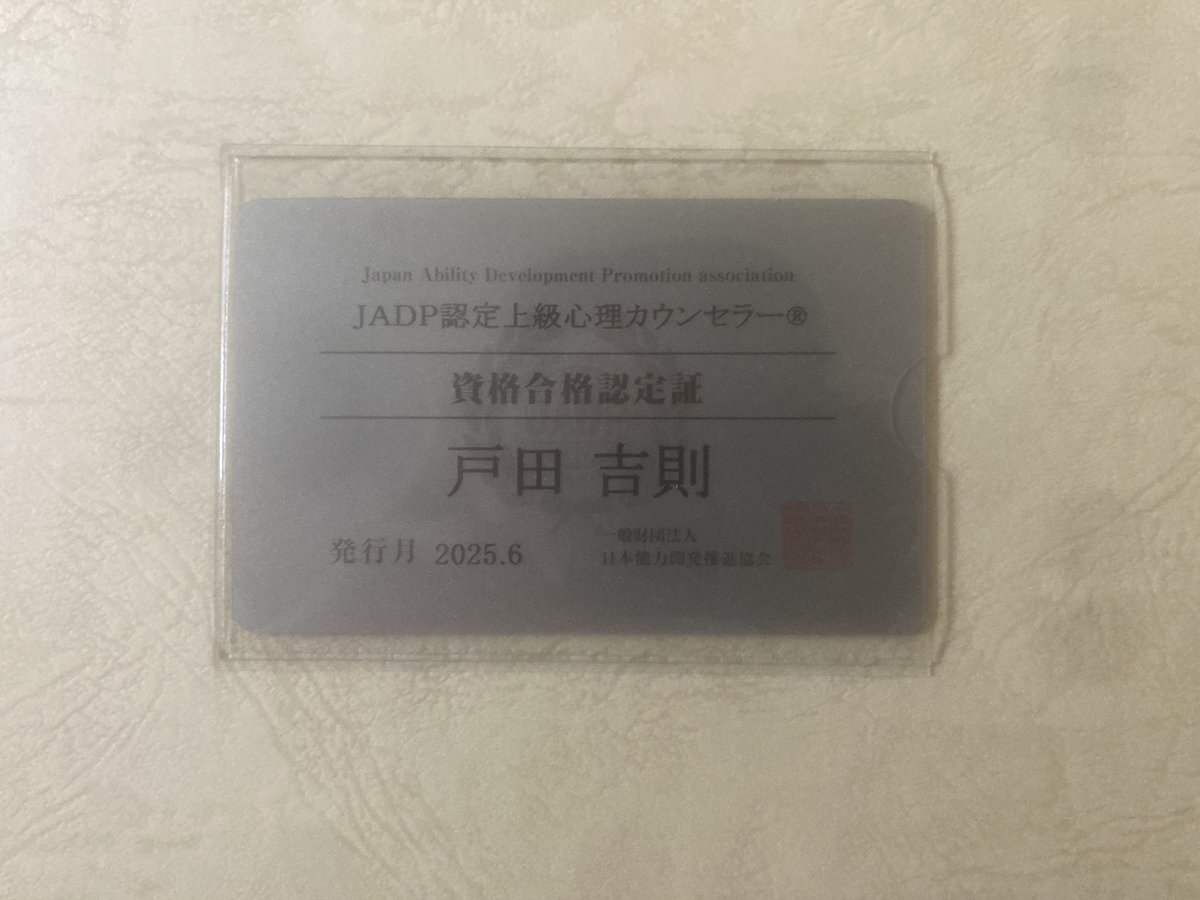 Japan Ability Development Promotion association
JADP認定上級心理カウンセラー®
資格合格認定証
戸田 吉則
発行月 2025.6
一般財団法人
日本能力開発推進協会